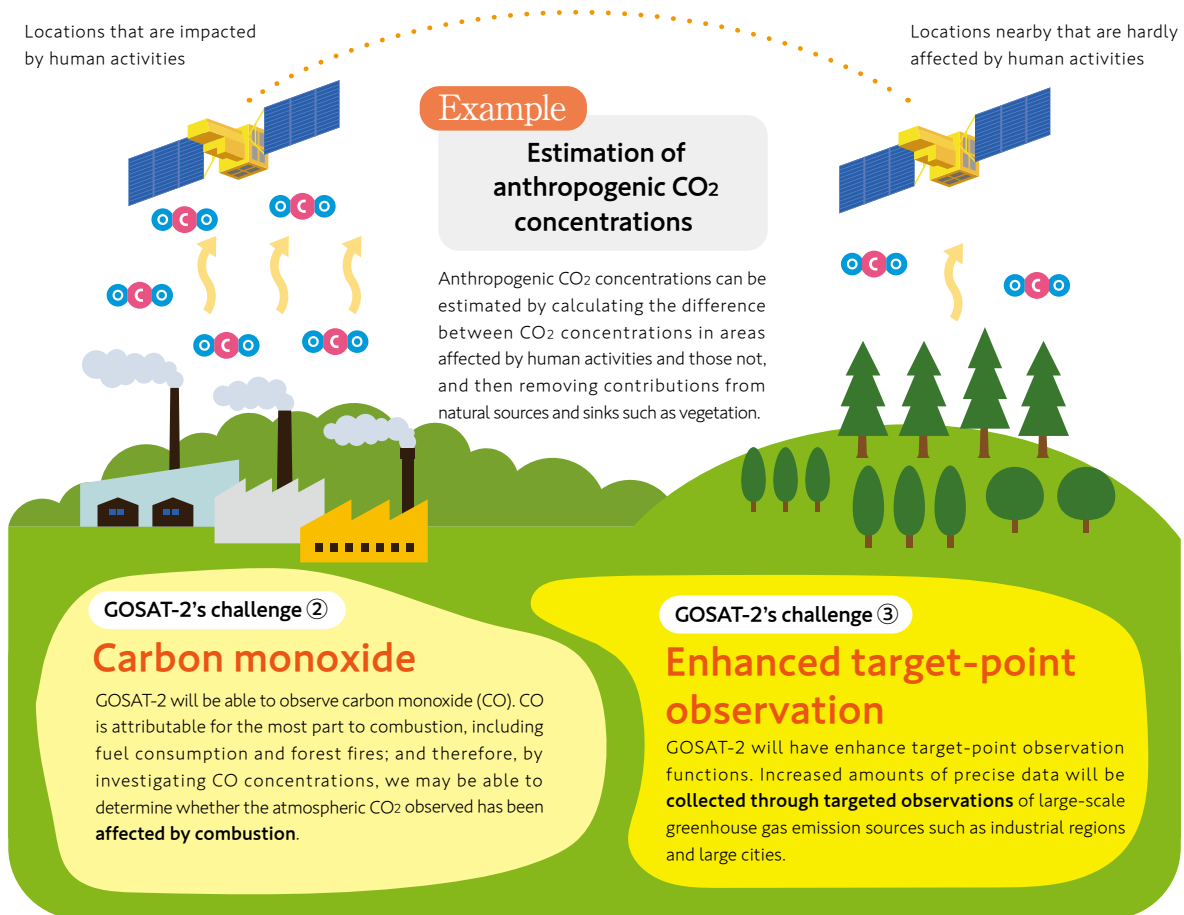 Locations that are impacted
by human activities
Locations nearby that are hardly
affected by human activities
Example
Estimation of
anthropogenic CO2
concentrations
O C O
O C O
O C O
O C O
O C O
O C O
O C O
Anthropogenic CO2 concentrations can be
estimated by calculating the difference
between CO2 concentrations in areas
affected by human activities and those not,
and then removing contributions from
natural sources and sinks such as vegetation.
GOSAT-2's challenge ②
Carbon monoxide
GOSAT-2 will be able to observe carbon monoxide (CO). CO
is attributable for the most part to combustion, including
fuel consumption and forest fires; and therefore, by
investigating CO concentrations, we may be able to
determine whether the atmospheric CO2 observed has been
affected by combustion.
GOSAT-2's challenge ③
Enhanced target-point
observation
GOSAT-2 will have enhance target-point observation
functions. Increased amounts of precise data will be
collected through targeted observations of large-scale
greenhouse gas emission sources such as industrial regions
and large cities.